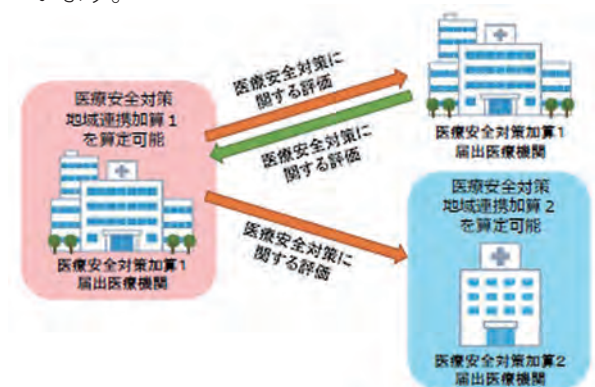 医療安全対策に
関する評価
医療安全対策に
関する評価
医療安全対策
地域連携加算1
を算定可能
医療安全対策加算1
届出医療機関
医療安全対策加算1
届出医療機関
医療安全対策に
関する評価
医療安全対策
地域連携加算2
を算定可能
医療安全対策加算2
届出医療機関